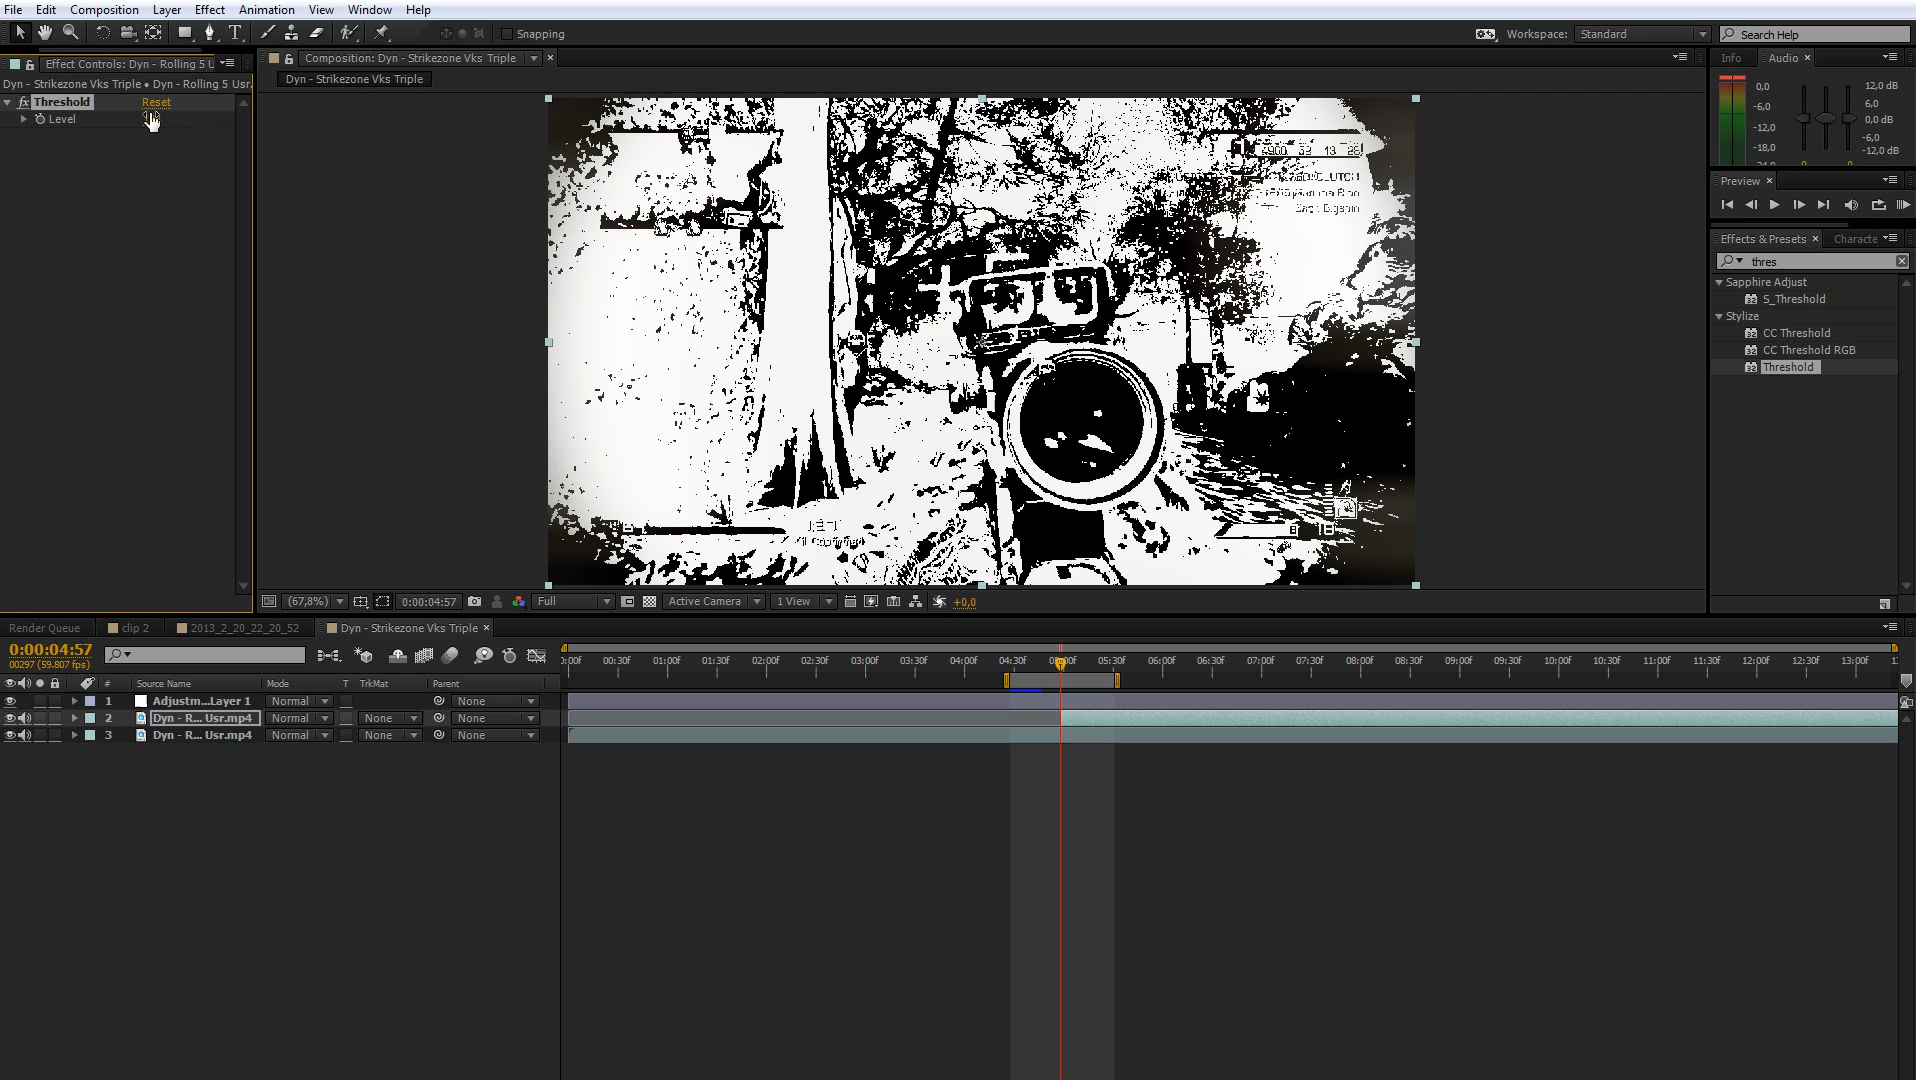 File Edit Composition Layer Effect Animation View Window Help
Snapping
Workspace: Standard
Search Help
Effect Controls: Dyn - Rolling 5 U
Composition: Dyn - Strikezone Vks Triple
Info Audio
Dyn - Strikezone Vks Triple
Dyn - Strikezone Vks Triple • Dyn - Rolling 5 Usr.
fx Threshold Reset
Level
0,0
-6,0
-12,0
-18,0
12,0 dB
6,0
0,0 dB
-6,0
-12,0 dB
Preview
Effects & Presets
Characte
thres
Sapphire Adjust
S_Threshold
Stylize
CC Threshold
CC Threshold RGB
Threshold
(67,8%) 0:00:04:57 Full Active Camera 1 View +0,0
Render Queue clip 2 2013_2_20_22_20_52 Dyn - Strikezone Vks Triple
0:00:04:57
00297 (59.807 fps)
:00f 00:30f 01:00f 01:30f 02:00f 02:30f 03:00f 03:30f 04:00f 04:30f 05:30f 06:00f 06:30f 07:00f 07:30f 08:00f 08:30f 09:00f 09:30f 10:00f 10:30f 11:00f 11:30f 12:00f 12:30f 13:00f
# Source Name Mode T TrkMat Parent
1 Adjustm...Layer 1 Normal None
2 Dyn - R... Usr.mp4 Normal None None
3 Dyn - R... Usr.mp4 Normal None None